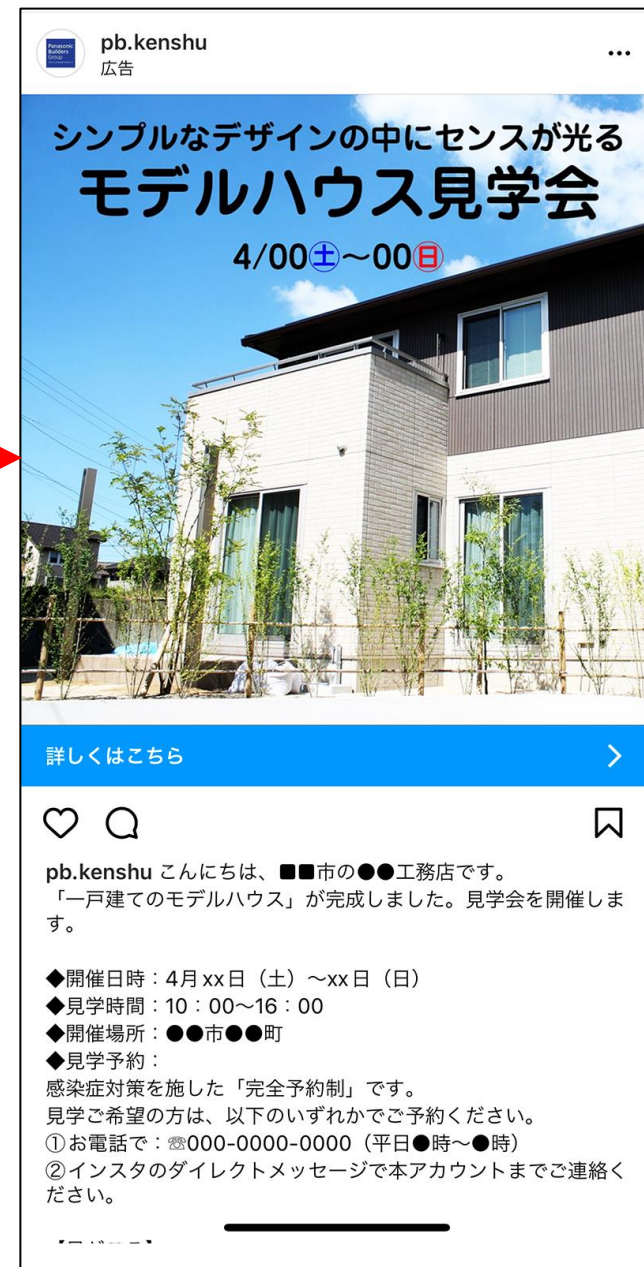 Panasonic
Builders
Group
pb.kenshu
広告
シンプルなデザインの中にセンスが光る
モデルハウス見学会
4/00㊏～00㊐
詳しくはこちら
pb.kenshu こんにちは、■■市の●●工務店です。
「一戸建てのモデルハウス」が完成しました。見学会を開催しま
す。
◆開催日時：4月xx日（土）～xx日（日）
◆見学時間：10：00～16：00
◆開催場所：●●市●●町
◆見学予約：
感染症対策を施した「完全予約制」です。
見学ご希望の方は、以下のいずれかでご予約ください。
①お電話で：☏000-0000-0000（平日●時～●時）
②インスタのダイレクトメッセージで本アカウントまでご連絡く
ださい。